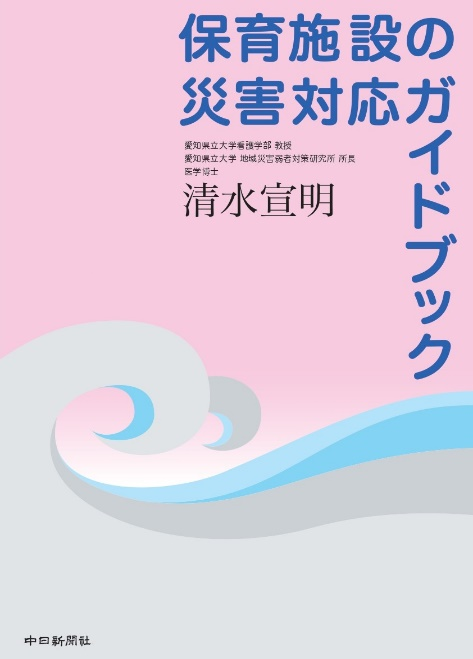 保育施設の
災害対応ガイドブック
愛知県立大学看護学部 教授
愛知県立大学 地域災害弱者対策研究所 所長
医学博士
清水宣明
中日新聞社